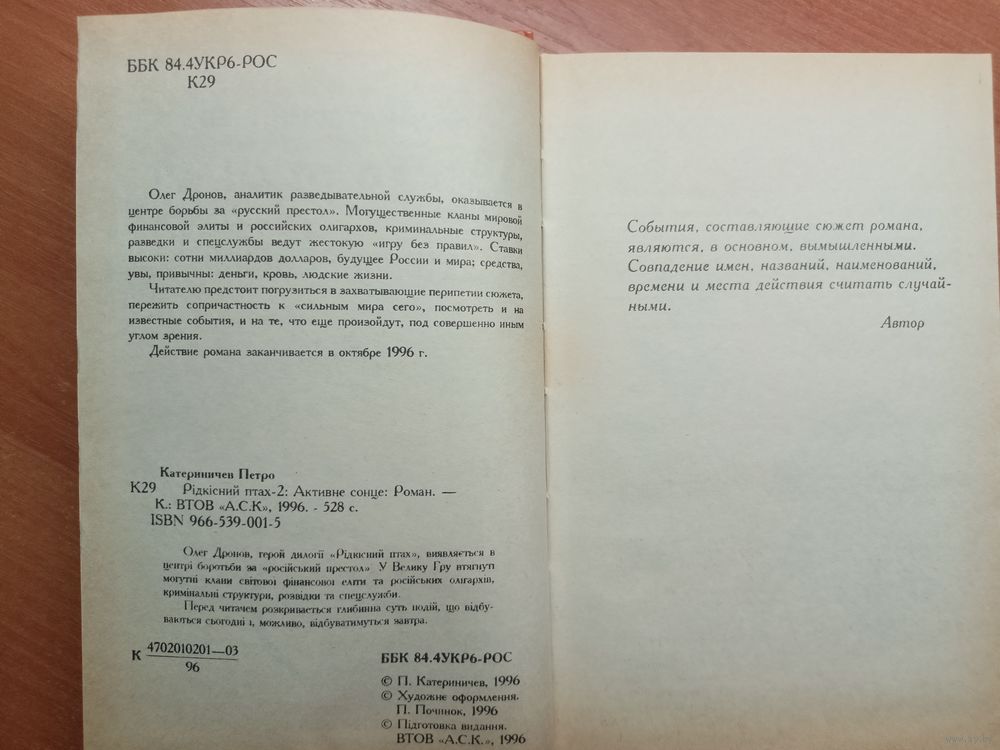 ББК 84.4УКР6-РОС
К29
Олег Дронов, аналитик разведывательной службы, оказывается в
центре борьбы за «русский престол». Могущественные кланы мировой
финансовой элиты и российских олигархов, криминальные структуры,
разведки и спецслужбы ведут жестокую «игру без правил». Ставки
высоки: сотни миллиардов долларов, будущее России и мира; средства,
увы, привычны: деньги, кровь, людские жизни.
Читателю предстоит погрузиться в захватывающие перипетии сюжета,
пережить сопричастность к «сильным мира сего», посмотреть и на
известные события, и на те, что еще произойдут, под совершенно иным
углом зрения.
Действие романа заканчивается в октябре 1996 г.
Катериничев Петро
К29 Рідкісний птах-2: Активне сонце: Роман. —
К.: ВТОВ «А.С.К», 1996. - 528 с.
ISBN 966-539-001-5
Олег Дронов, герой дилогії «Рідкісний птах», виявляється в
центрі боротьби за «російський престол» У Велику Гру втягнуті
могутні клани світової фінансової еліти та російських олігархів,
кримінальні структури, розвідки та спецслужби.
Перед читачем розкривається глибинна суть подій, що відбу-
ваються сьогодні і, можливо, відбуватимуться завтра.
К 4702010201—03
96
ББК 84.4УКР6-РОС
© П. Катериничев, 1996
© Художнє оформлення.
П. Починок, 1996
© Підготовка видання.
ВТОВ «А.С.К.», 1996
События, составляющие сюжет романа,
являются, в основном, вымышленными.
Совпадение имен, названий, наименований,
времени и места действия считать случай-
ными.
Автор